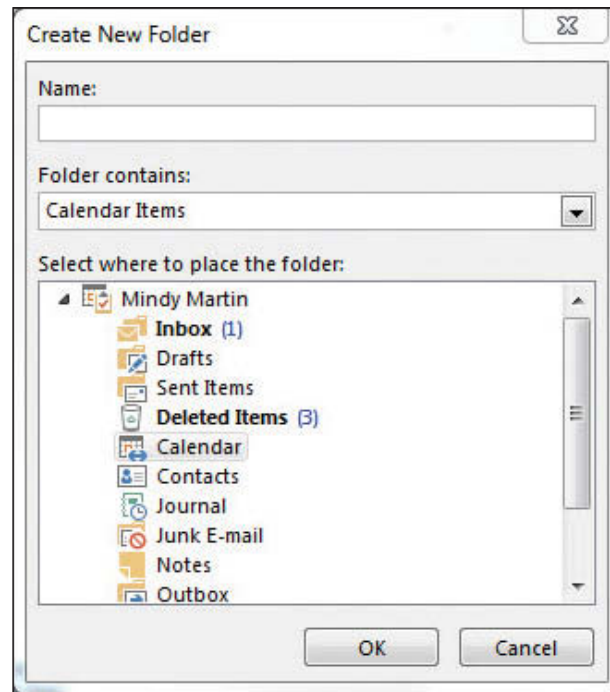 Create New Folder
Name:
Folder contains:
Calendar Items
Select where to place the folder:
Mindy Martin
Inbox (1)
Drafts
Sent Items
Deleted Items (3)
Calendar
Contacts
Journal
Junk E-mail
Notes
Outbox
OK Cancel